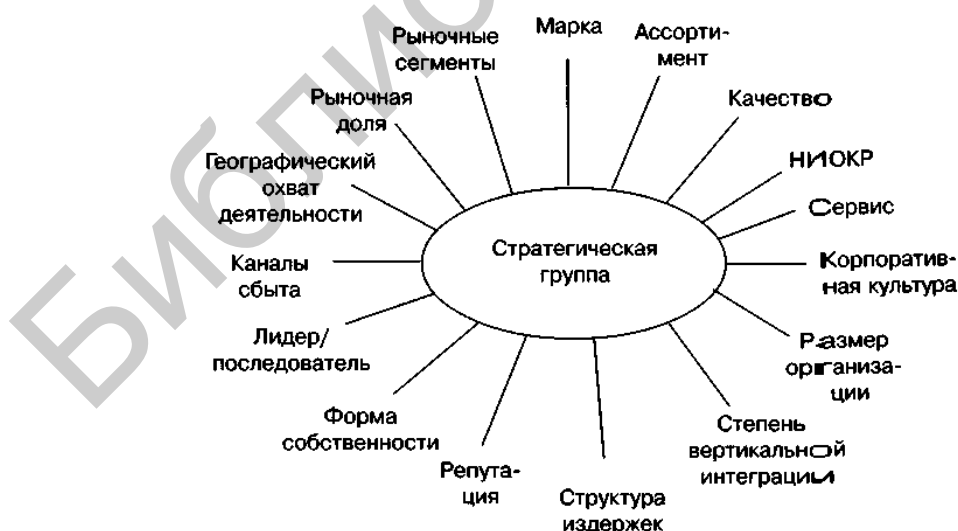 Библио
Марка
Ассорти-
мент
Качество
НИОКР
Сервис
Корпоратив-
ная культура
Размер
организа-
ции
Степень
вертикальной
интеграции
Структура
издержек
Репута-
ция
Форма
собственности
Лидер/
последователь
Каналы
сбыта
Географический
охват
деятельности
Рыночная
доля
Рыночные
сегменты
Стратегическая
группа